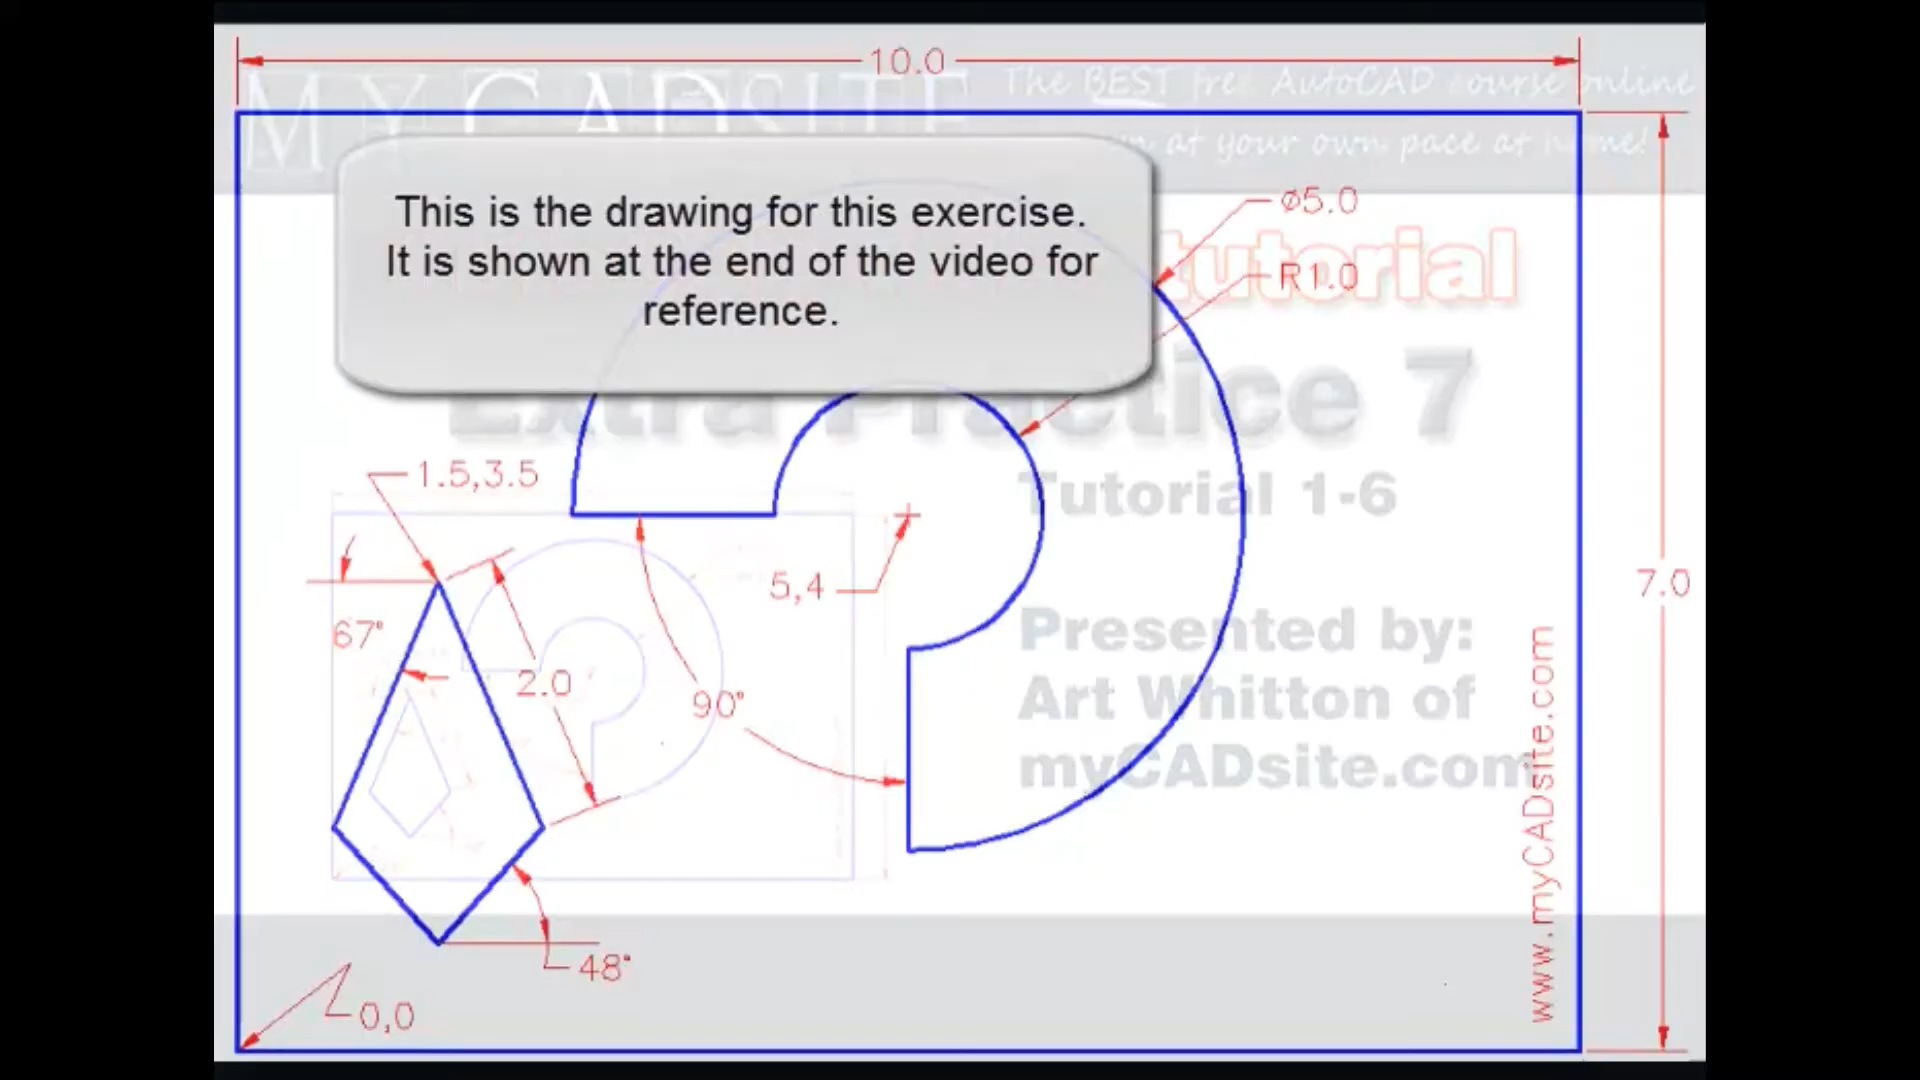 10.0
MYCADSITE The BEST free AutoCAD course online
at your own pace at home!
This is the drawing for this exercise.
It is shown at the end of the video for
reference.
⌀5.0
tutorial
R1.0
Extra Practice 7
1.5,3.5
Tutorial 1-6
5,4
7.0
67°
Presented by:
2.0
90°
Art Whitton of
myCADsite.com
www.myCADsite.com
48°
0,0